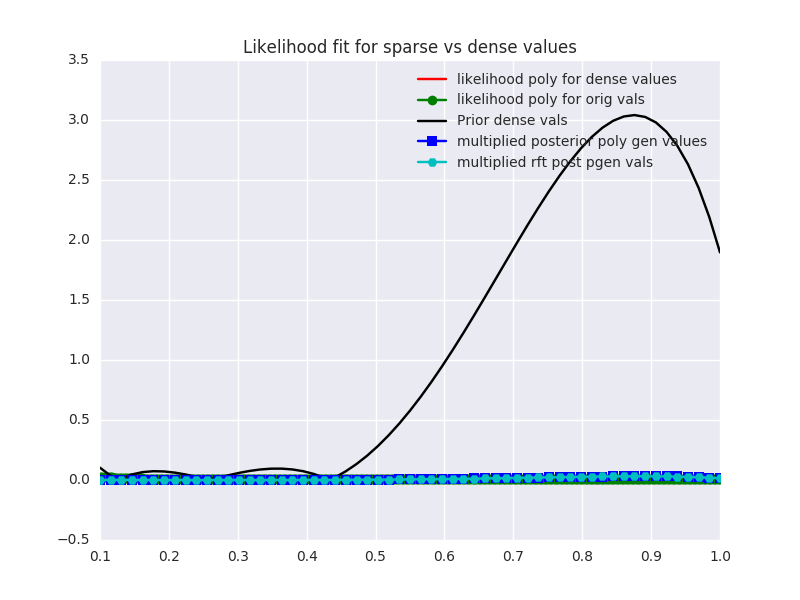 Likelihood fit for sparse vs dense values
likelihood poly for dense values
likelihood poly for orig vals
Prior dense vals
multiplied posterior poly gen values
multiplied rft post pgen vals
3.5
3.0
2.5
2.0
1.5
1.0
0.5
0.0
−0.5
0.1 0.2 0.3 0.4 0.5 0.6 0.7 0.8 0.9 1.0